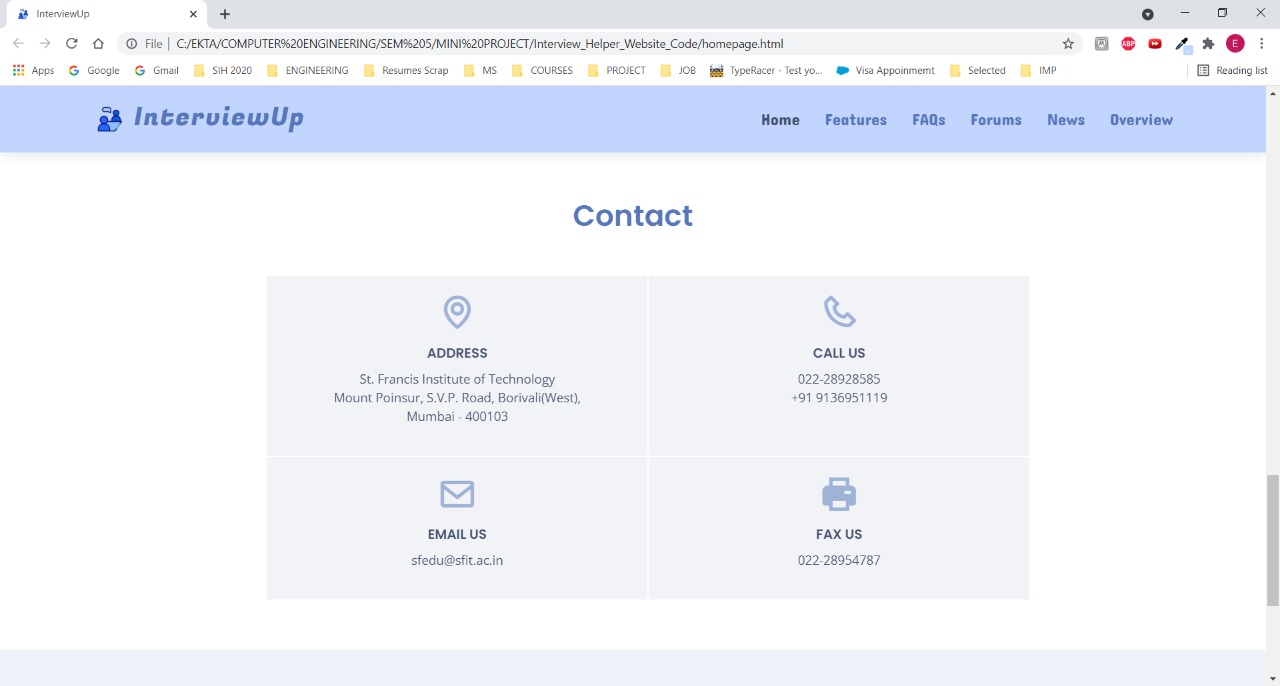 InterviewUp
File | C:/EKTA/COMPUTER%20ENGINEERING/SEM%20VI/MINI%20PROJECT/Interview_Helper_Website_Code/homepage.html
ABP
E
Apps Google Gmail SIH 2020 ENGINEERING Resumes Scrap MS COURSES PROJECT JOB TypeRacer - Test yo... Visa Appoinmemt Selected IMP Reading list
InterviewUp
Home Features FAQs Forums News Overview
Contact
ADDRESS
St. Francis Institute of Technology
Mount Poinsur, S.V.P. Road, Borivali(West),
Mumbai - 400103
CALL US
022-28928585
+91 9136951119
EMAIL US
sfedu@sfit.ac.in
FAX US
022-28954787